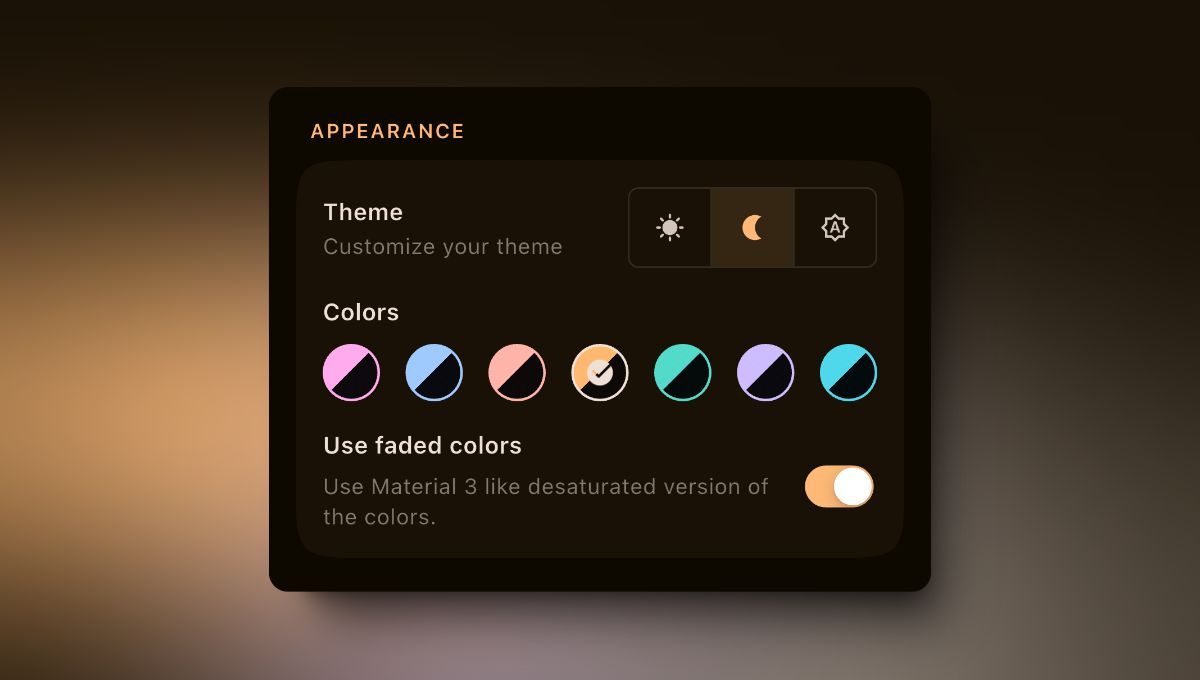 APPEARANCE
Theme
Customize your theme
A
Colors
Use faded colors
Use Material 3 like desaturated version of
the colors.